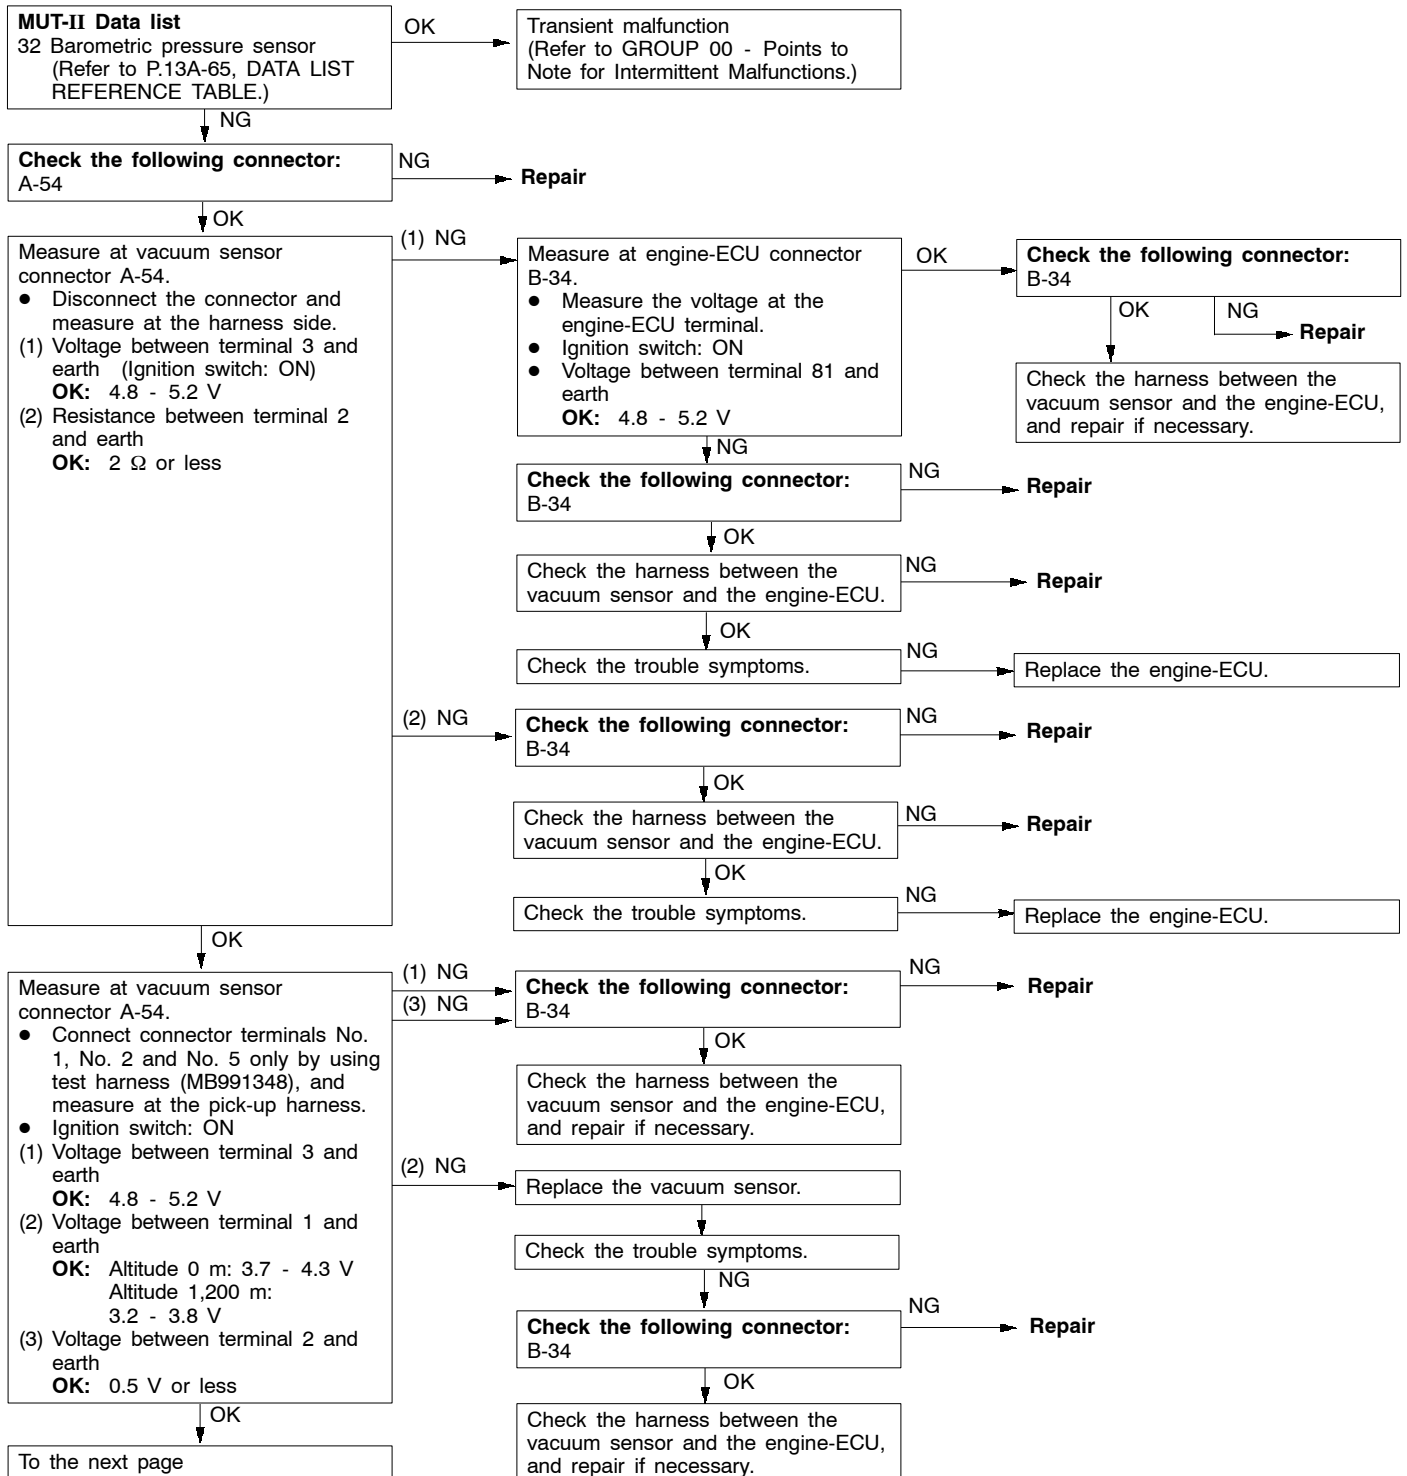 MUT-II Data list
32 Barometric pressure sensor
(Refer to P.13A-65, DATA LIST
REFERENCE TABLE.)
OK
Transient malfunction
(Refer to GROUP 00 - Points to
Note for Intermittent Malfunctions.)
NG
Check the following connector:
A-54
NG
Repair
OK
Measure at vacuum sensor
connector A-54.
● Disconnect the connector and
measure at the harness side.
(1) Voltage between terminal 3 and
earth (Ignition switch: ON)
OK: 4.8 - 5.2 V
(2) Resistance between terminal 2
and earth
OK: 2 Ω or less
(1) NG
Measure at engine-ECU connector
B-34.
● Measure the voltage at the
engine-ECU terminal.
● Ignition switch: ON
● Voltage between terminal 81 and
earth
OK: 4.8 - 5.2 V
OK
Check the following connector:
B-34
OK
NG
Repair
Check the harness between the
vacuum sensor and the engine-ECU,
and repair if necessary.
NG
Check the following connector:
B-34
NG
Repair
OK
Check the harness between the
vacuum sensor and the engine-ECU.
NG
Repair
OK
Check the trouble symptoms.
NG
Replace the engine-ECU.
(2) NG
Check the following connector:
B-34
NG
Repair
OK
Check the harness between the
vacuum sensor and the engine-ECU.
NG
Repair
OK
Check the trouble symptoms.
NG
Replace the engine-ECU.
OK
Measure at vacuum sensor
connector A-54.
● Connect connector terminals No.
1, No. 2 and No. 5 only by using
test harness (MB991348), and
measure at the pick-up harness.
● Ignition switch: ON
(1) Voltage between terminal 3 and
earth
OK: 4.8 - 5.2 V
(2) Voltage between terminal 1 and
earth
OK: Altitude 0 m: 3.7 - 4.3 V
Altitude 1,200 m:
3.2 - 3.8 V
(3) Voltage between terminal 2 and
earth
OK: 0.5 V or less
(1) NG
(3) NG
Check the following connector:
B-34
NG
Repair
OK
Check the harness between the
vacuum sensor and the engine-ECU,
and repair if necessary.
(2) NG
Replace the vacuum sensor.
Check the trouble symptoms.
NG
Check the following connector:
B-34
NG
Repair
OK
Check the harness between the
vacuum sensor and the engine-ECU,
and repair if necessary.
OK
To the next page